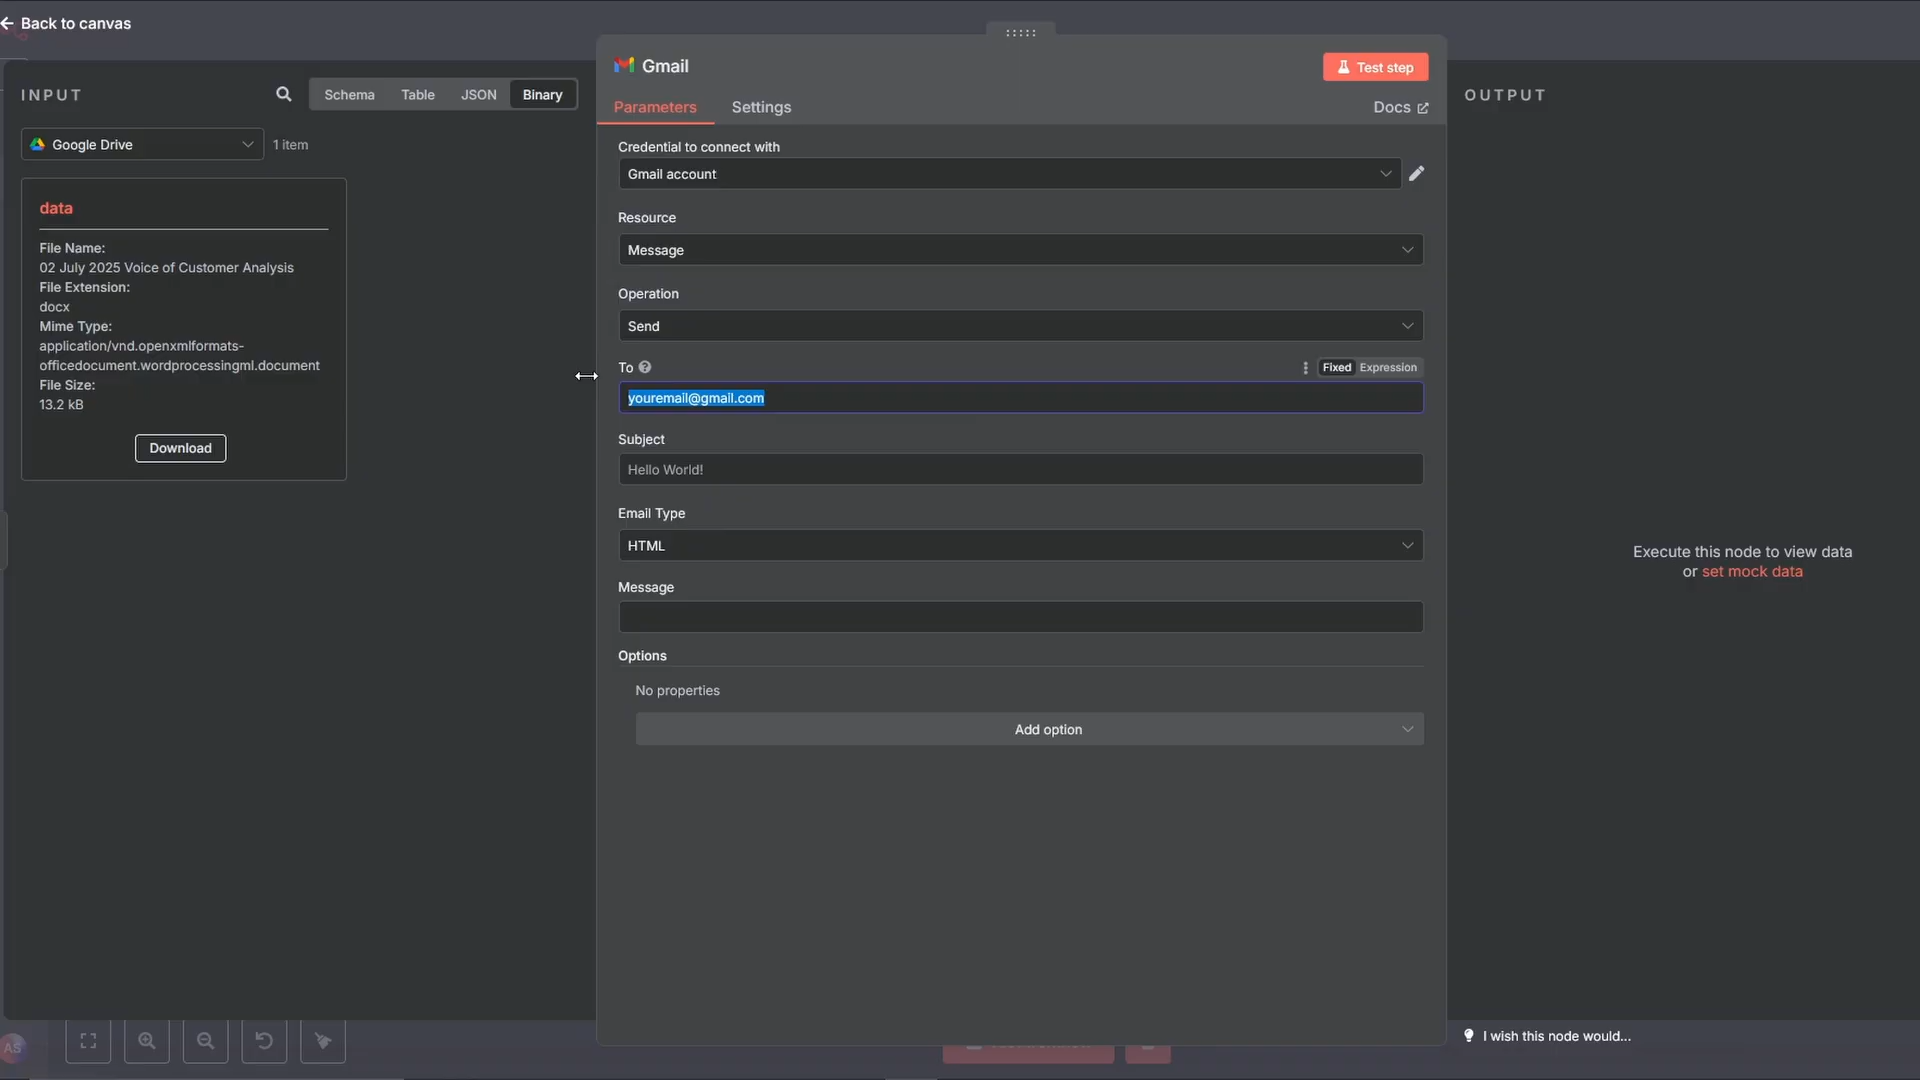 Back to canvas
INPUT
Schema
Table
JSON
Binary
Google Drive
1 item
data
File Name:
02 July 2025 Voice of Customer Analysis
File Extension:
docx
Mime Type:
application/vnd.openxmlformats-
officedocument.wordprocessingml.document
File Size:
13.2 kB
Download
Gmail
Test step
Parameters
Settings
Docs
Credential to connect with
Gmail account
Resource
Message
Operation
Send
To
Fixed
Expression
youremail@gmail.com
Subject
Hello World!
Email Type
HTML
Message
Options
No properties
Add option
OUTPUT
Execute this node to view data
or set mock data
AS
I wish this node would...